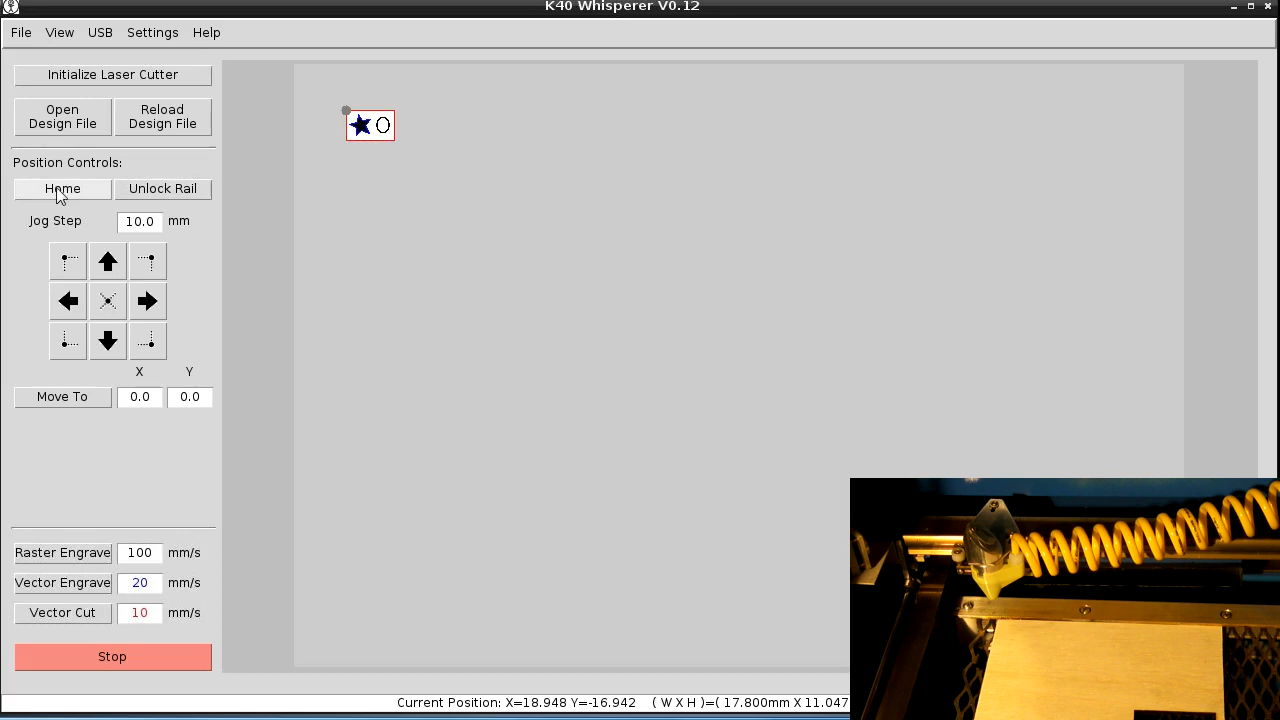 K40 Whisperer V0.12
File View USB Settings Help
Initialize Laser Cutter
Open Design File
Reload Design File
Position Controls:
Home
Unlock Rail
Jog Step 10.0 mm
X Y
Move To 0.0 0.0
Raster Engrave 100 mm/s
Vector Engrave 20 mm/s
Vector Cut 10 mm/s
Stop
O
Current Position: X=18.948 Y=-16.942 ( W X H )=( 17.800mm X 11.047